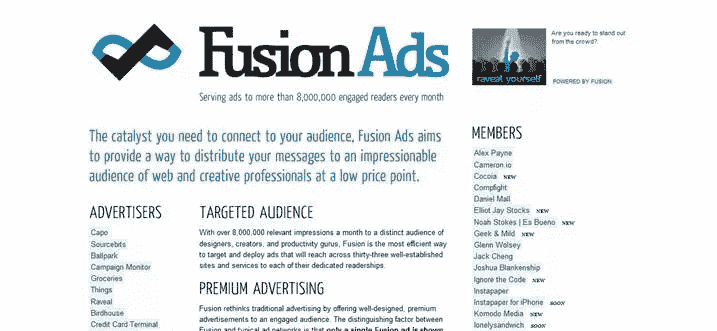 Fusion Ads
Serving ads to more than 8,000,000 engaged readers every month
raveal yourself
Are you ready to stand out
from the crowd?
POWERED BY FUSION
The catalyst you need to connect to your audience, Fusion Ads aims
to provide a way to distribute your messages to an impressionable
audience of web and creative professionals at a low price point.
ADVERTISERS
Capo
Sourcebits
Ballpark
Campaign Monitor
Groceries
Things
Raveal
Birdhouse
Credit Card Terminal
TARGETED AUDIENCE
With over 8,000,000 relevant impressions a month to a distinct audience of
designers, creators, and productivity gurus, Fusion is the most efficient way
to target and deploy ads that will reach across thirty-three well-established
sites and services to each of their dedicated readerships.
PREMIUM ADVERTISING
Fusion rethinks traditional advertising by offering well-designed, premium
advertisements to an engaged audience. The distinguishing factor between
Fusion and typical ad networks is that only a single Fusion ad is shown
MEMBERS
Alex Payne
Cameron.io
Cocoia NEW
Compfight
Daniel Mall
Elliot Jay Stocks NEW
Noah Stokes | Es Bueno NEW
Geek & Mild NEW
Glenn Wolsey
Jack Cheng
Joshua Blankenship
Ignore the Code NEW
Instapaper
Instapaper for iPhone SOON
Komodo Media NEW
lonelysandwich SOON